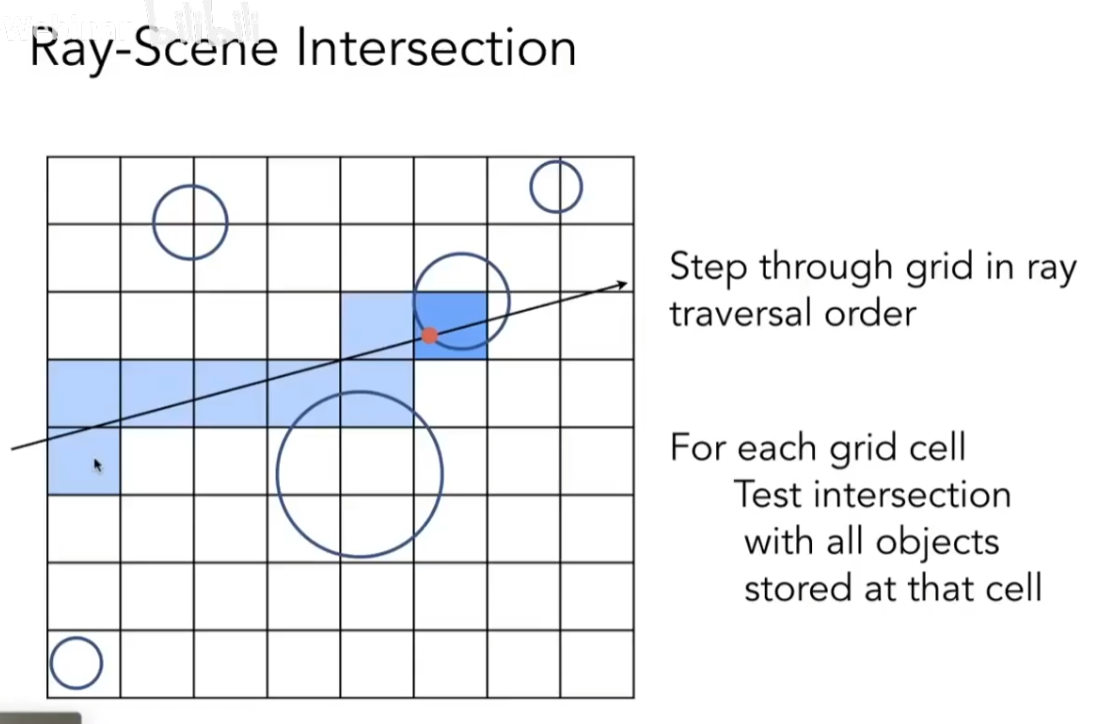 Webinar
Ray-Scene Intersection
Step through grid in ray
traversal order
For each grid cell
Test intersection
with all objects
stored at that cell